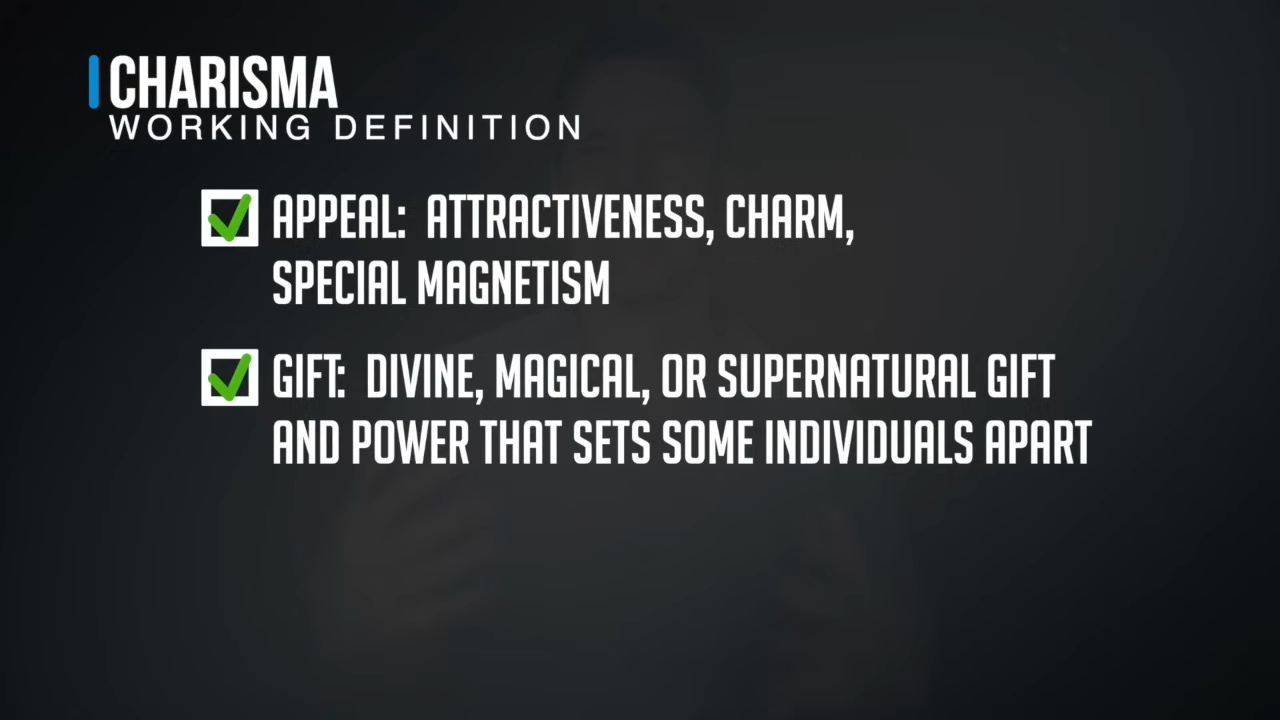 CHARISMA
WORKING DEFINITION
APPEAL: ATTRACTIVENESS, CHARM,
SPECIAL MAGNETISM
GIFT: DIVINE, MAGICAL, OR SUPERNATURAL GIFT
AND POWER THAT SETS SOME INDIVIDUALS APART